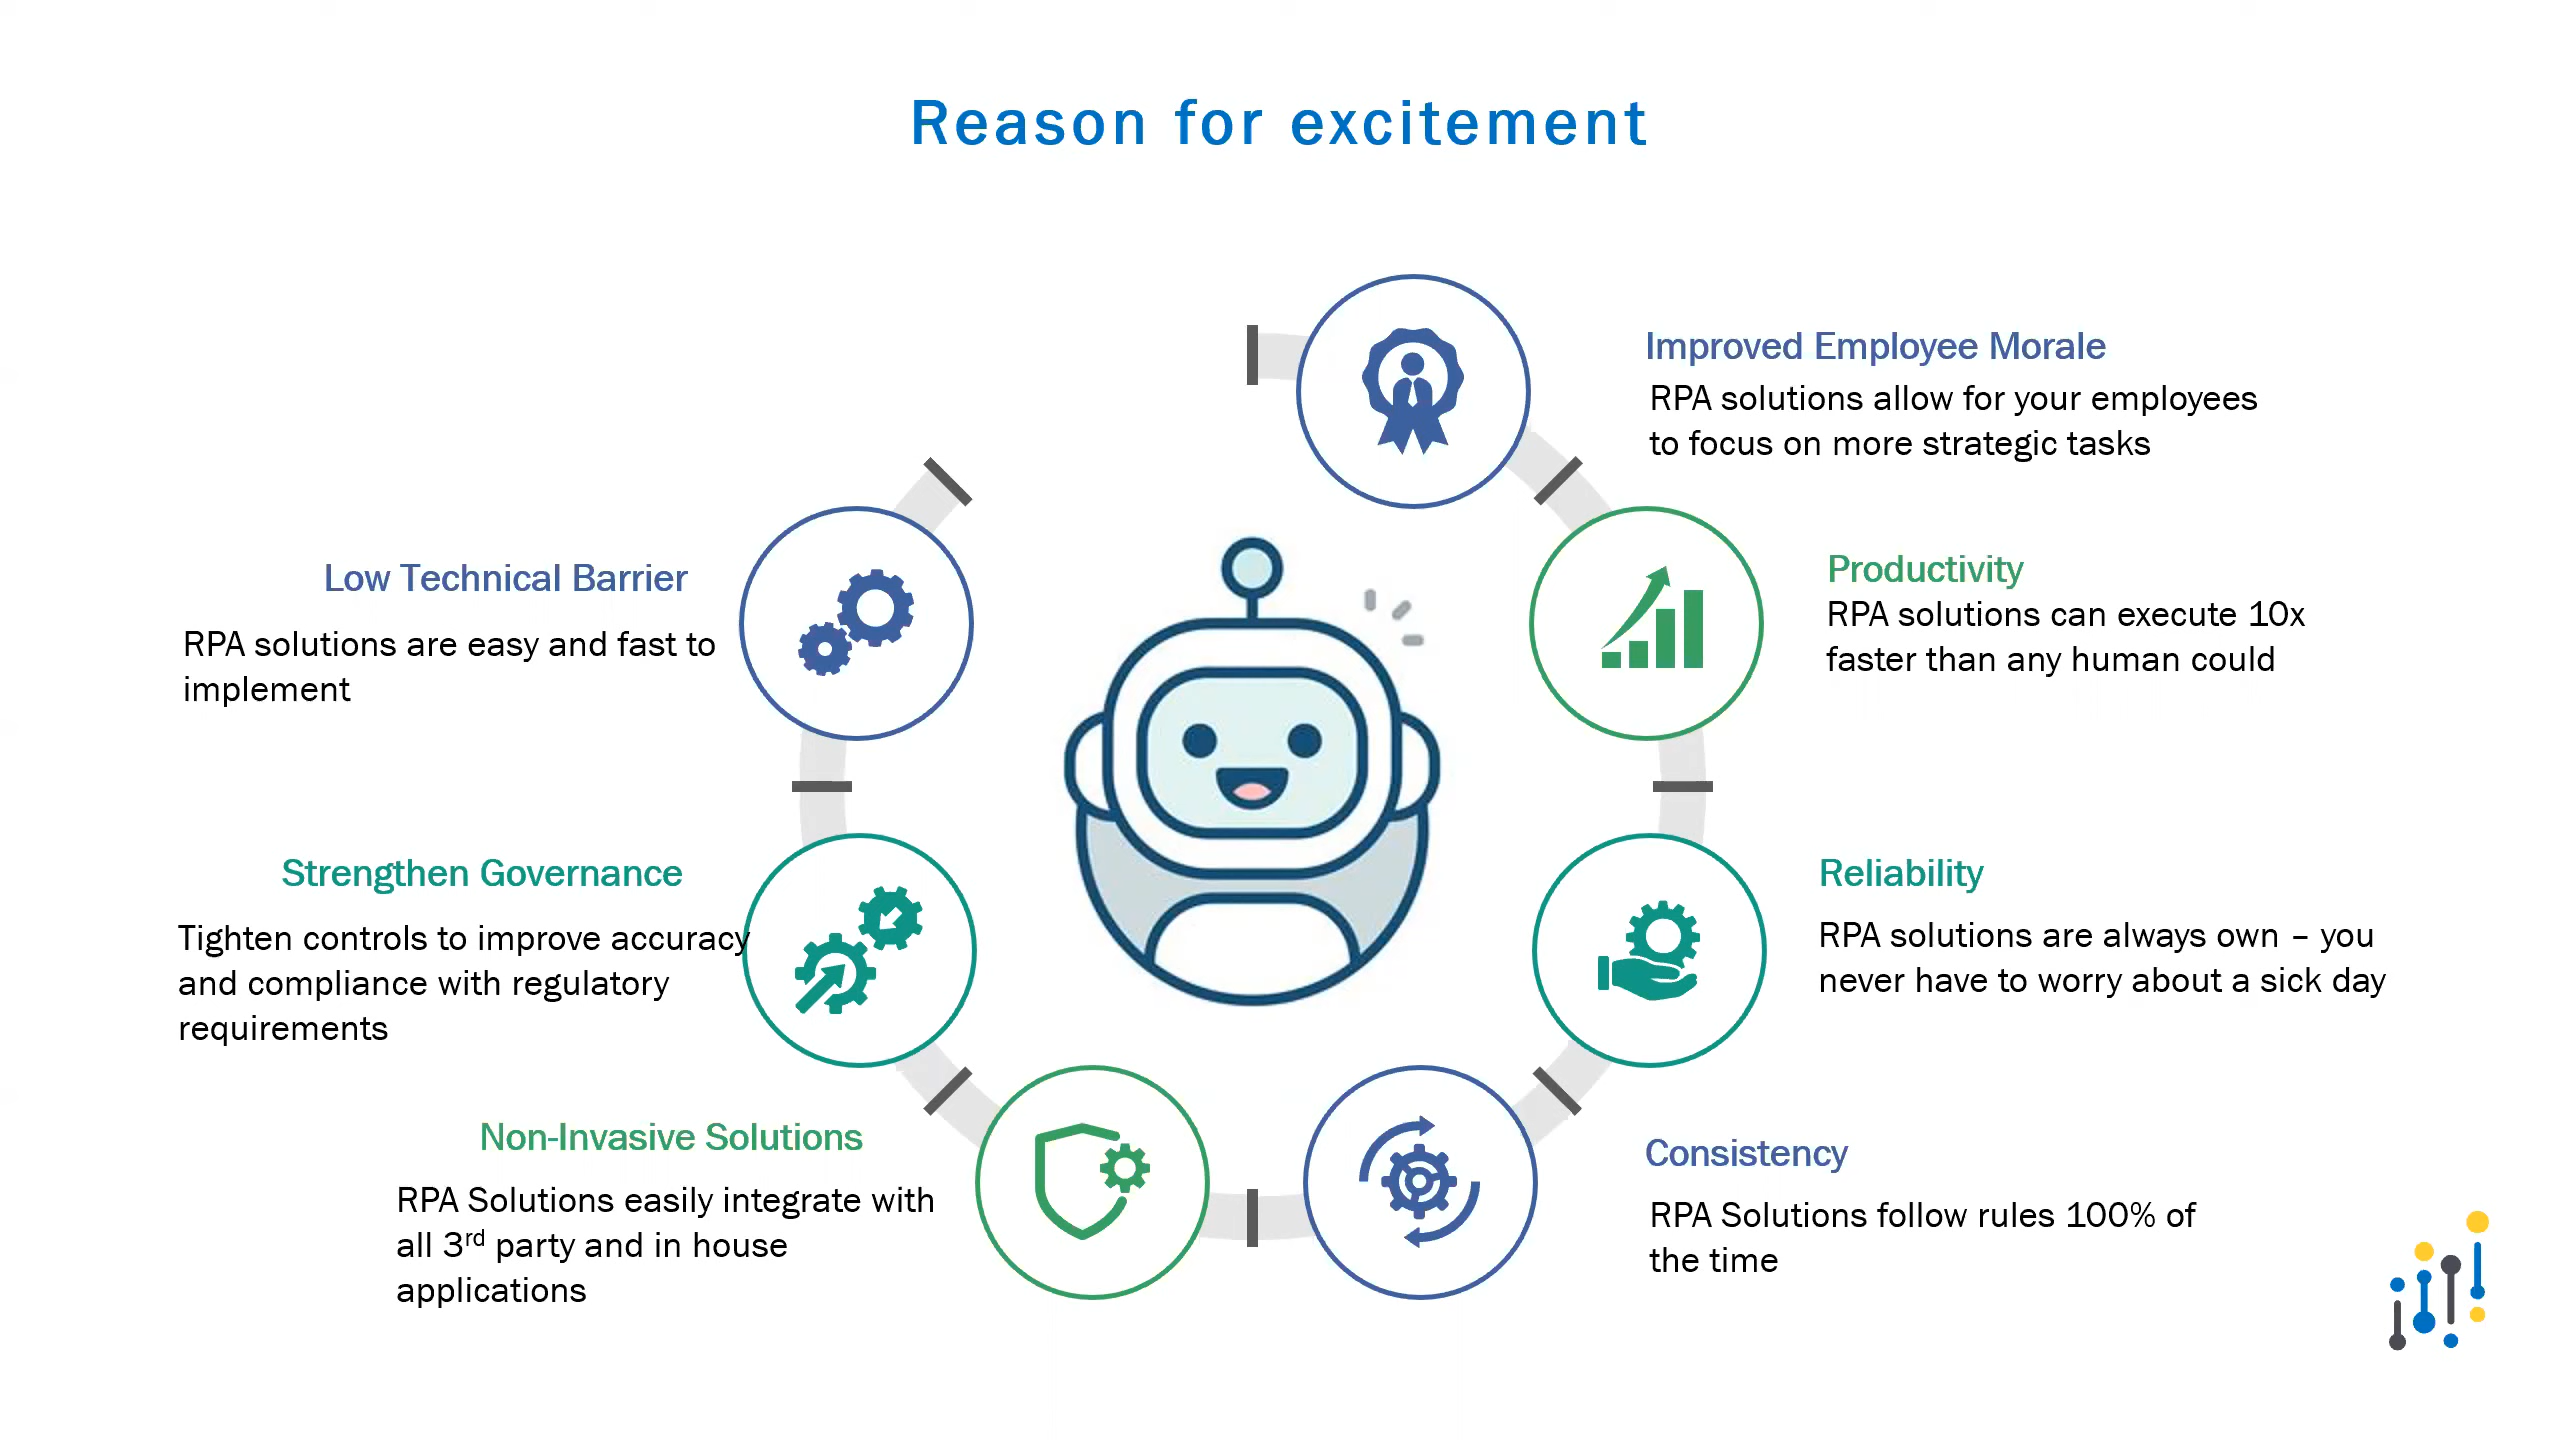 Reason for excitement
Improved Employee Morale
RPA solutions allow for your employees
to focus on more strategic tasks
Productivity
RPA solutions can execute 10x
faster than any human could
Reliability
RPA solutions are always own – you
never have to worry about a sick day
Consistency
RPA Solutions follow rules 100% of
the time
Non-Invasive Solutions
RPA Solutions easily integrate with
all 3rd party and in house
applications
Strengthen Governance
Tighten controls to improve accuracy
and compliance with regulatory
requirements
Low Technical Barrier
RPA solutions are easy and fast to
implement